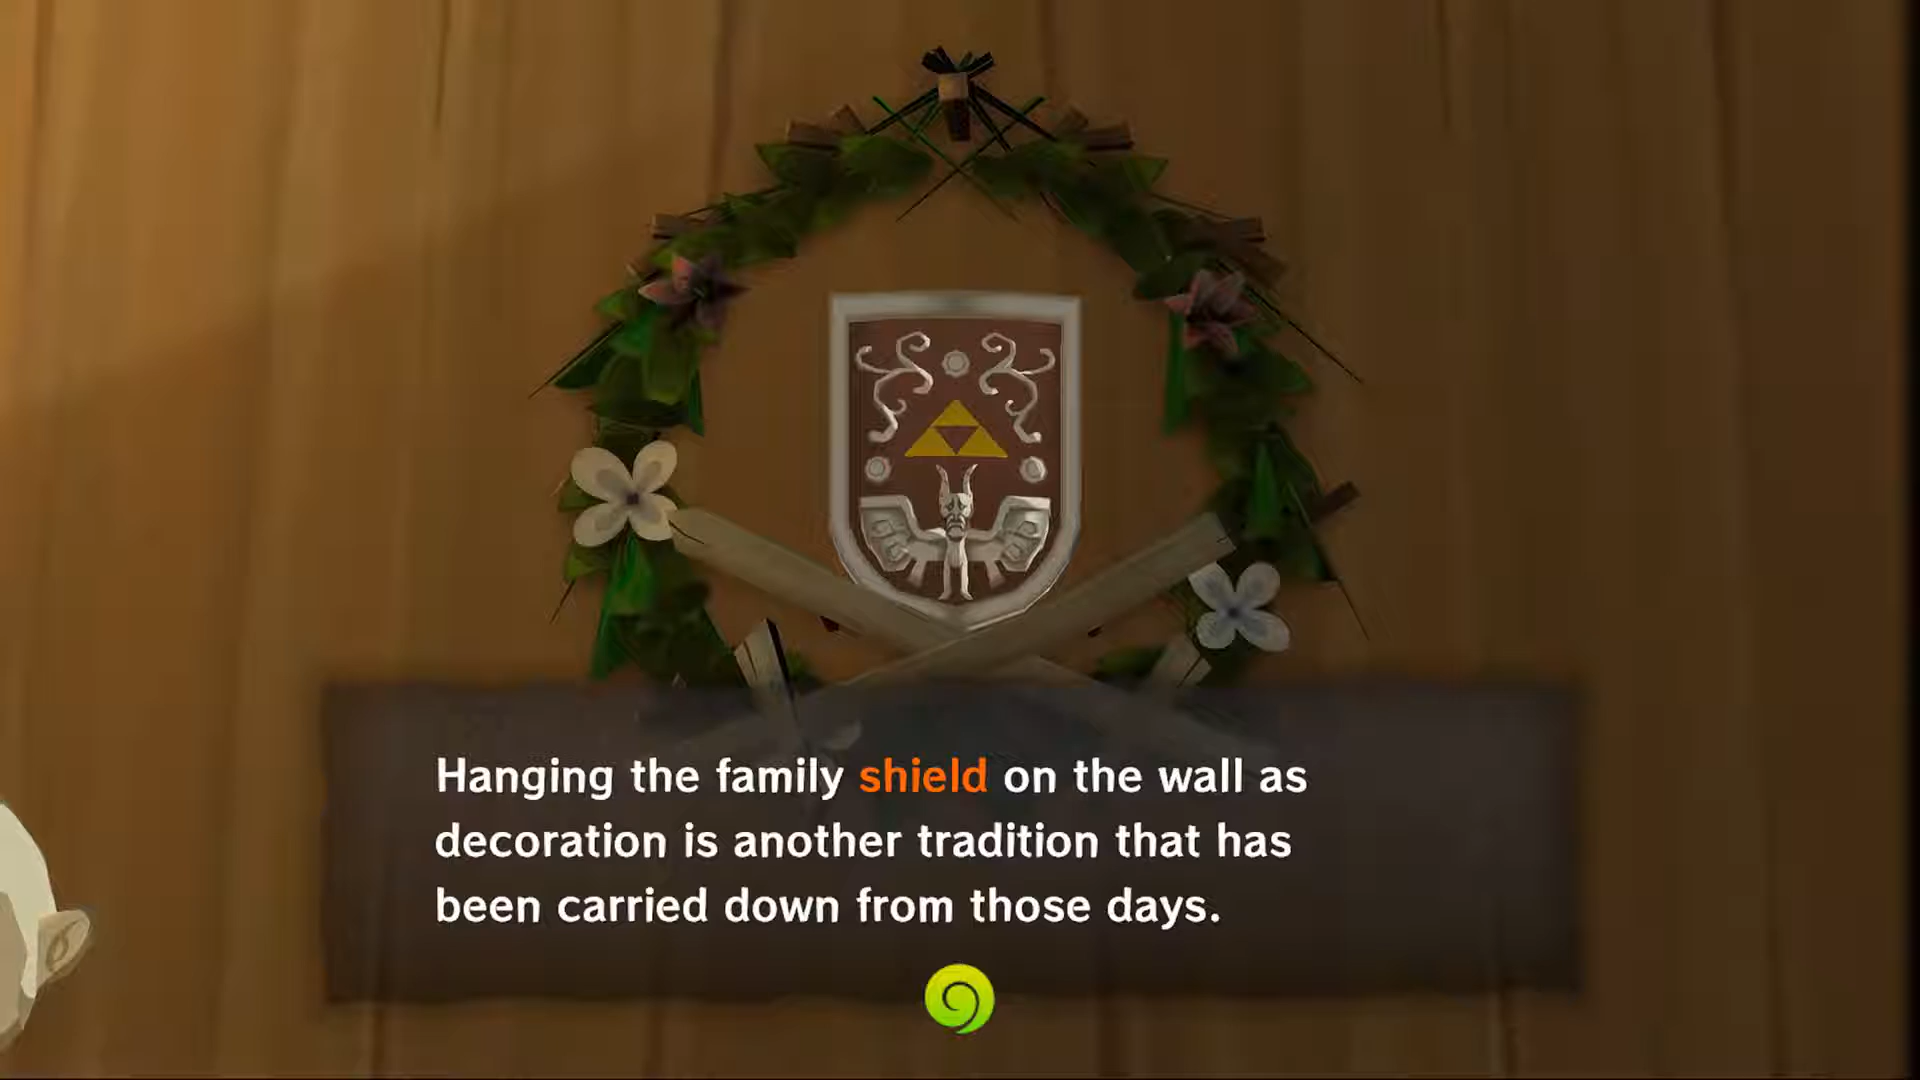 Hanging the family shield on the wall as
decoration is another tradition that has
been carried down from those days.